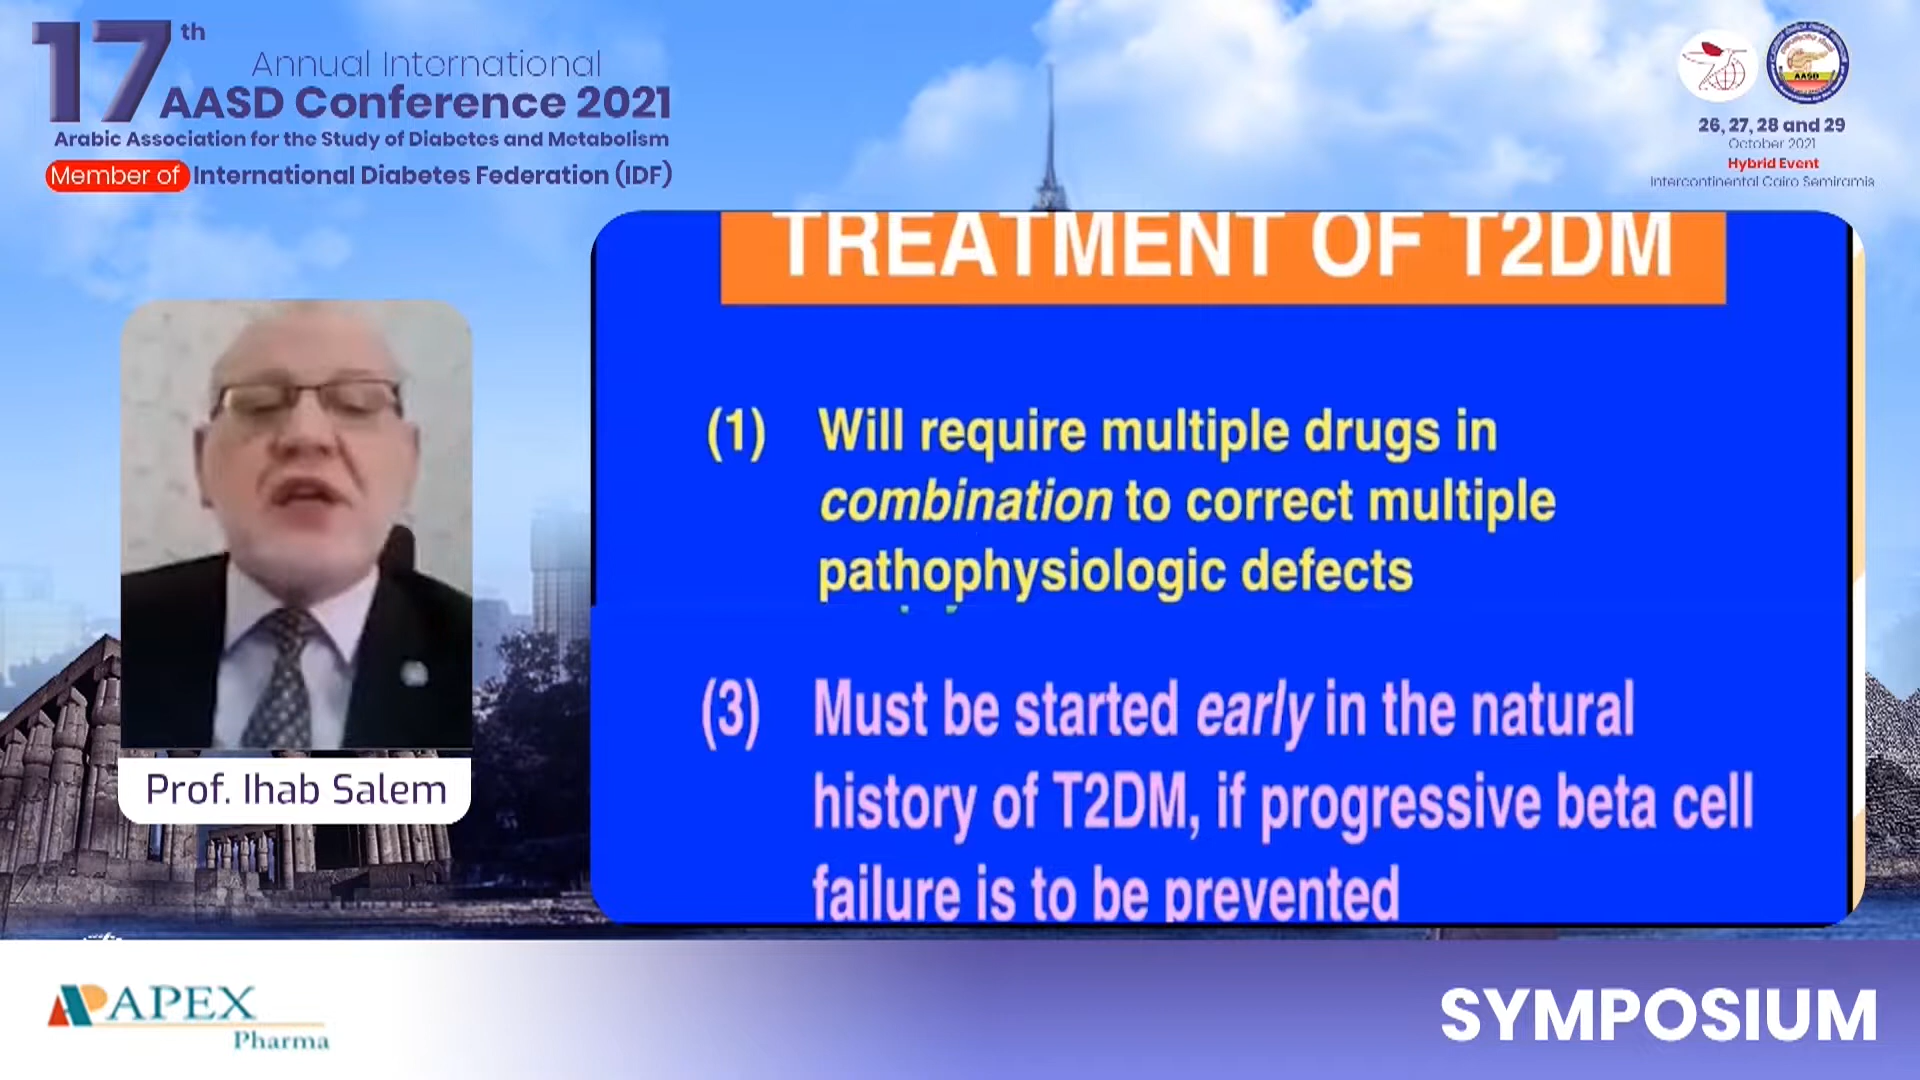 17th
Annual International
AASD Conference 2021
Arabic Association for the Study of Diabetes and Metabolism
Member of International Diabetes Federation (IDF)
AASD
26, 27, 28 and 29
October 2021
Hybrid Event
Intercontinental Cairo Semiramis
TREATMENT OF T2DM
(1) Will require multiple drugs in
combination to correct multiple
pathophysiologic defects
(3) Must be started early in the natural
history of T2DM, if progressive beta cell
failure is to be prevented
Prof. Ihab Salem
APEX
Pharma
SYMPOSIUM